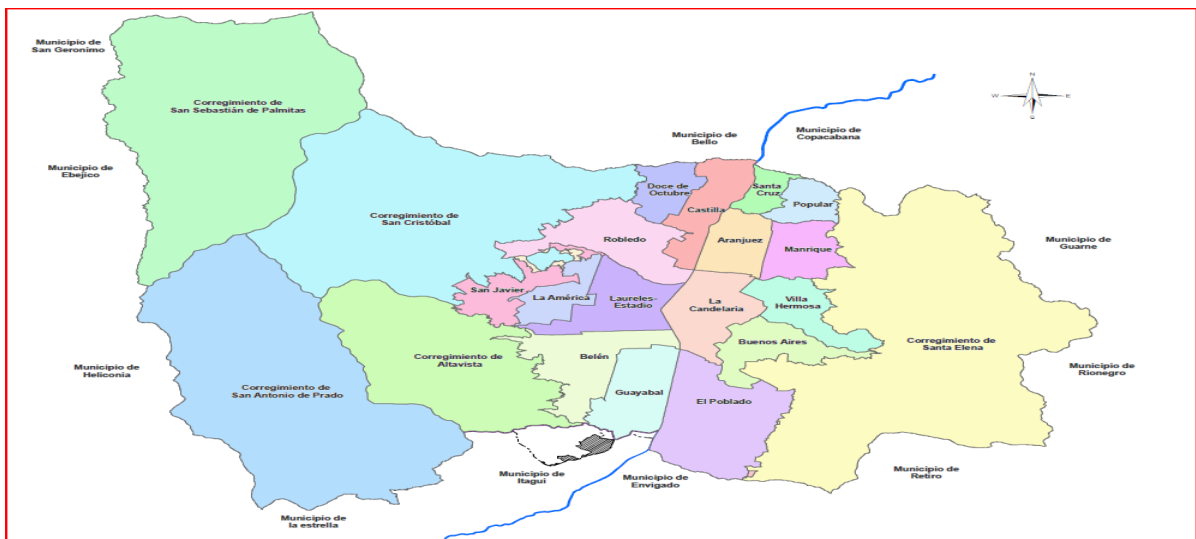 Municipio de
San Geronimo
Corregimiento de
San Sebastián de Palmitas
Municipio de
Ebejico
Municipio de
Bello
Municipio de
Copacabana
N
W
E
S
Doce de
Octubre
Santa
Cruz
Popular
Castilla
Corregimiento de
San Cristóbal
Robledo
Aranjuez
Manrique
Municipio de
Guarne
San Javier
La América
Laureles-
Estadio
La
Candelaria
Villa
Hermosa
Corregimiento de
Altavista
Belén
Buenos Aires
Corregimiento de
Santa Elena
Municipio de
Heliconia
Corregimiento de
San Antonio de Prado
Guayabal
El Poblado
Municipio de
Rionegro
Municipio de
Itagui
Municipio de
Envigado
Municipio de
Retiro
Municipio de
la estrella